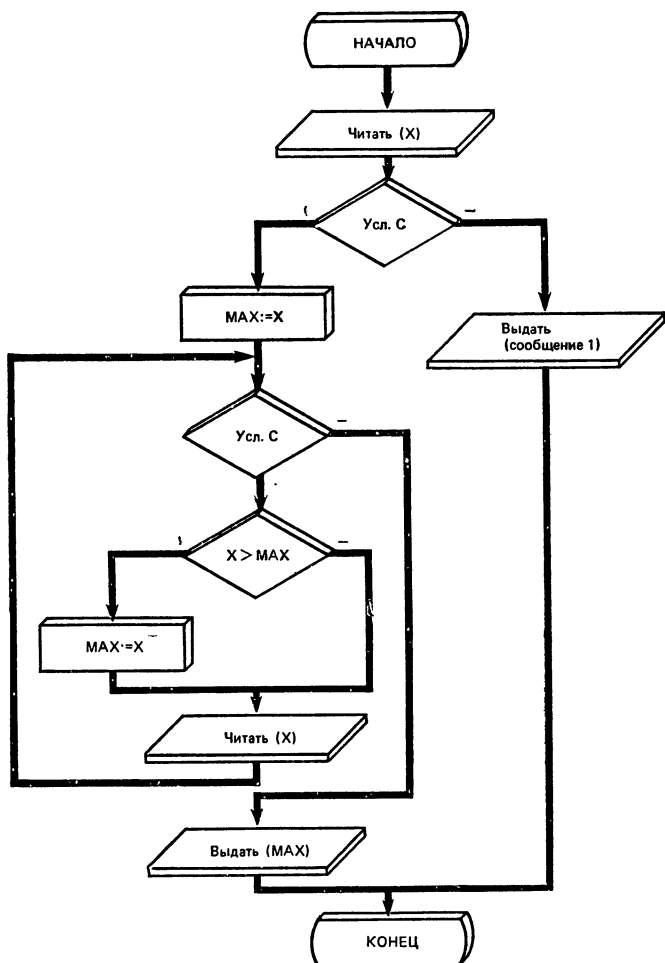 НАЧАЛО
Читать (X)
Усл. С
–
MAX:=X
Выдать
(сообщение 1)
Усл. С
–
X > MAX
–
MAX:=X
Читать (X)
Выдать (MAX)
КОНЕЦ